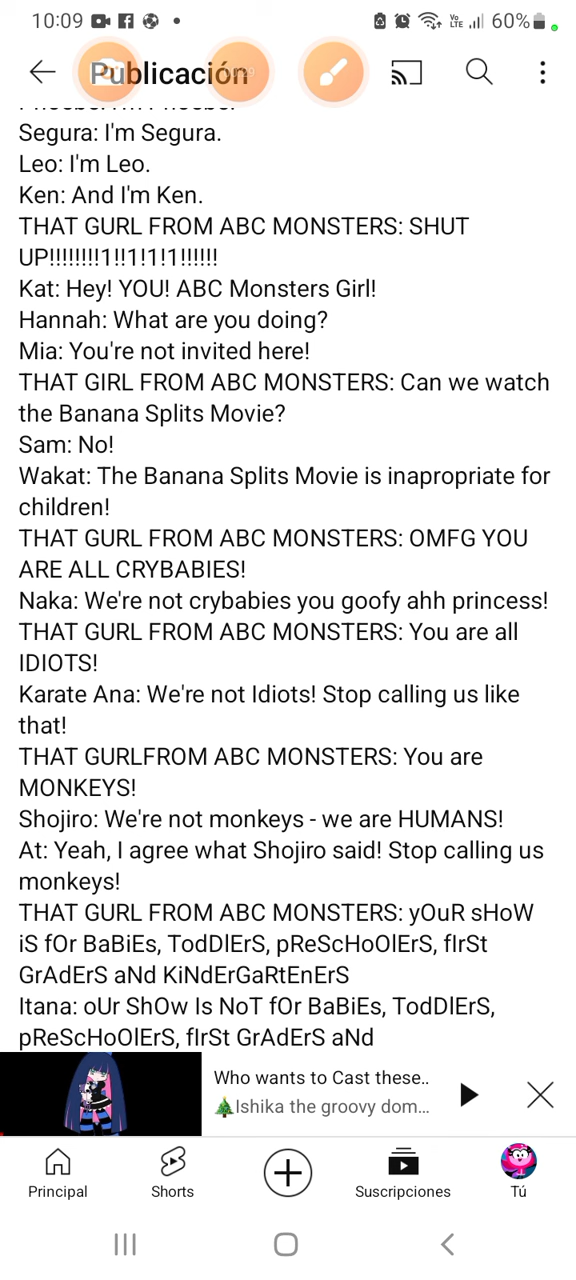 10:09
Vo LTE 60%
Publicación
Segura: I'm Segura.
Leo: I'm Leo.
Ken: And I'm Ken.
THAT GURL FROM ABC MONSTERS: SHUT
UP!!!!!!!!1!!1!1!1!!!!!!
Kat: Hey! YOU! ABC Monsters Girl!
Hannah: What are you doing?
Mia: You're not invited here!
THAT GIRL FROM ABC MONSTERS: Can we watch
the Banana Splits Movie?
Sam: No!
Wakat: The Banana Splits Movie is inapropriate for
children!
THAT GURL FROM ABC MONSTERS: OMFG YOU
ARE ALL CRYBABIES!
Naka: We're not crybabies you goofy ahh princess!
THAT GURL FROM ABC MONSTERS: You are all
IDIOTS!
Karate Ana: We're not Idiots! Stop calling us like
that!
THAT GURLFROM ABC MONSTERS: You are
MONKEYS!
Shojiro: We're not monkeys - we are HUMANS!
At: Yeah, I agree what Shojiro said! Stop calling us
monkeys!
THAT GURL FROM ABC MONSTERS: yOuR sHoW
iS fOr BaBiEs, TodDlErS, pReScHoOlErS, fIrSt
GrAdErS aNd KiNdErGaRtEnErS
Itana: oUr ShOw Is NoT fOr BaBiEs, TodDlErS,
pReScHoOlErS, fIrSt GrAdErS aNd
Who wants to Cast these..
🎄Ishika the groovy dom...
Principal
Shorts
Suscripciones
Tú